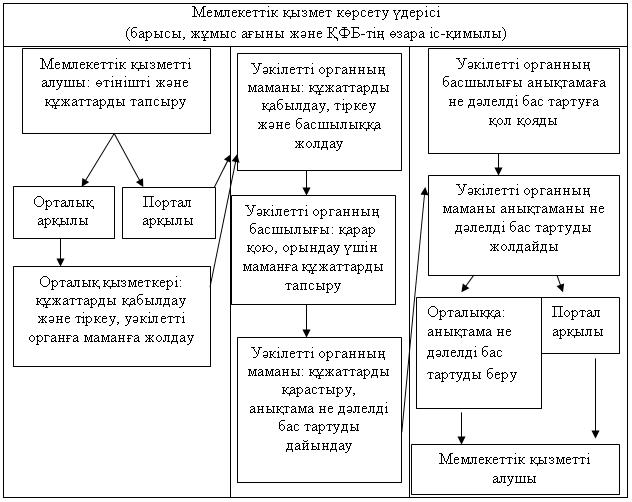 Мемлекеттік қызмет көрсету үдерісі
(барысы, жұмыс ағыны және ҚФБ-тің өзара іс-қимылы)
Мемлекеттік қызметті
алушы: өтінішті және
құжаттарды тапсыру
Орталық
арқылы
Портал
арқылы
Орталық қызметкері:
құжаттарды қабылдау
және тіркеу, уәкілетті
органға маманға жолдау
Уәкілетті органның
маманы: құжаттарды
қабылдау, тіркеу
және басшылыққа
жолдау
Уәкілетті органның
басшылығы: қарар
қою, орындау үшін
маманға құжаттарды
тапсыру
Уәкілетті органның
маманы: құжаттарды
қарастыру,
анықтама не дәлелді
бас тартуды
дайындау
Уәкілетті органның
басшылығы анықтамаға
не дәлелді бас тартуға
қол қояды
Уәкілетті органның
маманы анықтаманы не
дәлелді бас тартуды
жолдайды
Орталыққа:
анықтама не
дәлелді бас
тартуды беру
Портал
арқылы
Мемлекеттік қызметті
алушы